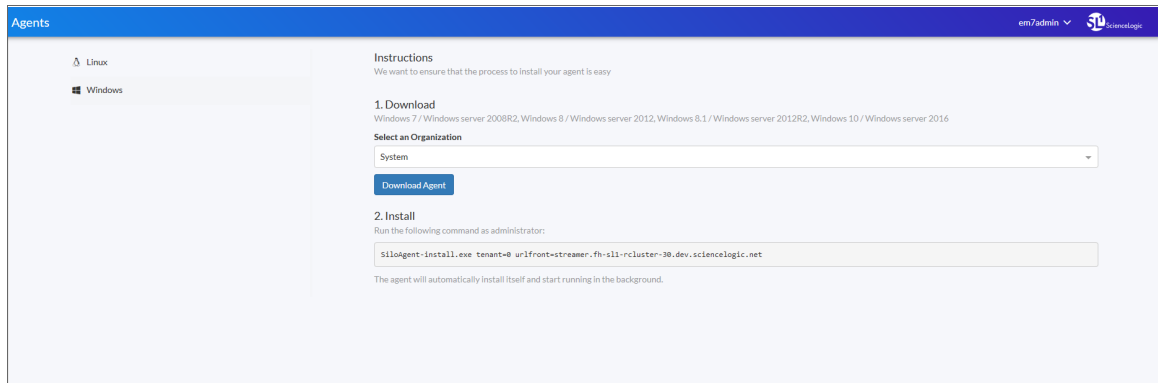 Agents
em7admin
SL ScienceLogic
Linux
Windows
Instructions
We want to ensure that the process to install your agent is easy
1. Download
Windows 7 / Windows server 2008R2, Windows 8 / Windows server 2012, Windows 8.1 / Windows server 2012R2, Windows 10 / Windows server 2016
Select an Organization
System
Download Agent
2. Install
Run the following command as administrator:
SiloAgent-install.exe tenant=0 urlfront=streamer.fh-sl1-rcluster-30.dev.sciencelogic.net
The agent will automatically install itself and start running in the background.